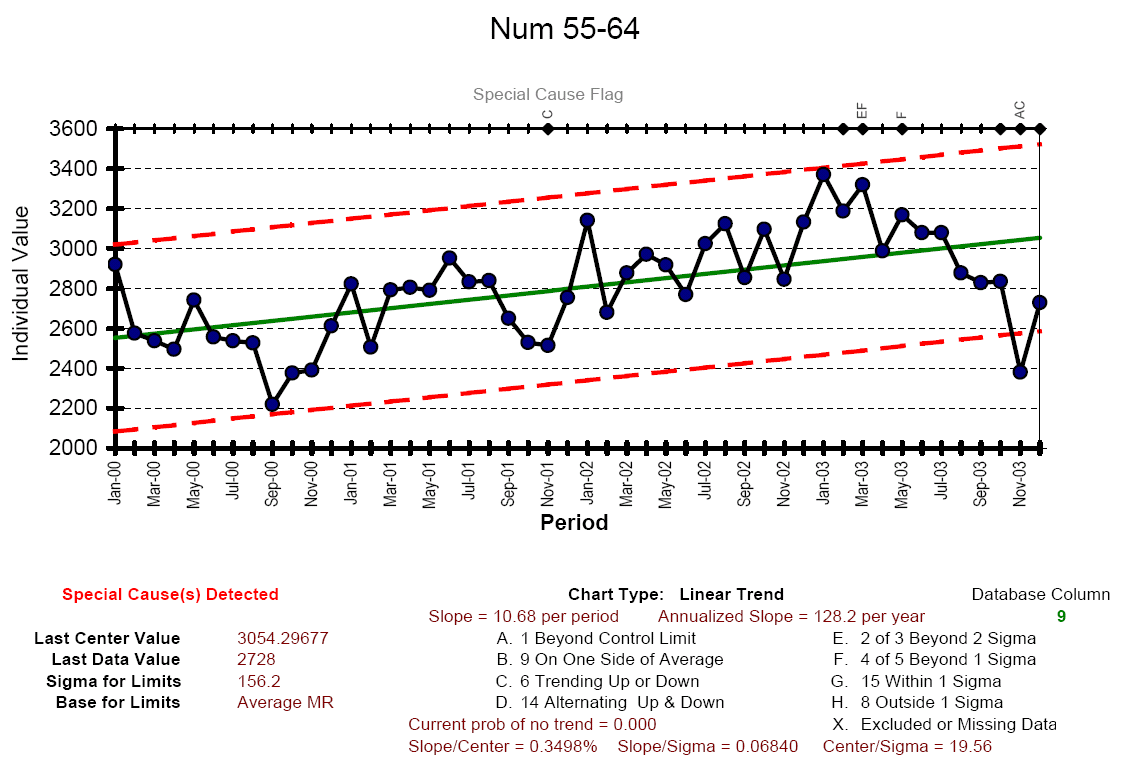 Num 55-64
Special Cause Flag
C
EF
F
AC
3600
3400
3200
3000
2800
2600
2400
2200
2000
Individual Value
Jan-00
Mar-00
May-00
Jul-00
Sep-00
Nov-00
Jan-01
Mar-01
May-01
Jul-01
Sep-01
Nov-01
Jan-02
Mar-02
May-02
Jul-02
Sep-02
Nov-02
Jan-03
Mar-03
May-03
Jul-03
Sep-03
Nov-03
Period
Special Cause(s) Detected
Chart Type: Linear Trend
Database Column
Slope = 10.68 per period Annualized Slope = 128.2 per year
9
Last Center Value 3054.29677
A. 1 Beyond Control Limit
E. 2 of 3 Beyond 2 Sigma
Last Data Value 2728
B. 9 On One Side of Average
F. 4 of 5 Beyond 1 Sigma
Sigma for Limits 156.2
C. 6 Trending Up or Down
G. 15 Within 1 Sigma
Base for Limits Average MR
D. 14 Alternating Up & Down
H. 8 Outside 1 Sigma
Current prob of no trend = 0.000
X. Excluded or Missing Data
Slope/Center = 0.3498% Slope/Sigma = 0.06840 Center/Sigma = 19.56